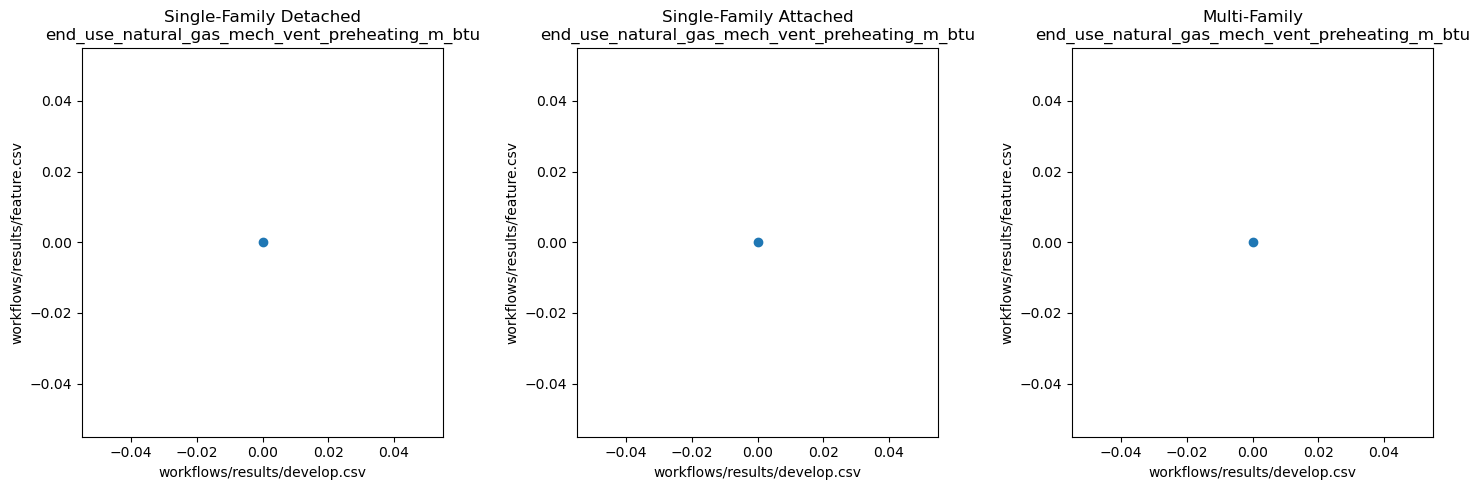 Single-Family Detached
end_use_natural_gas_mech_vent_preheating_m_btu
workflows/results/feature.csv
0.04
0.02
0.00
−0.02
−0.04
−0.04 −0.02 0.00 0.02 0.04
workflows/results/develop.csv
Single-Family Attached
end_use_natural_gas_mech_vent_preheating_m_btu
workflows/results/feature.csv
0.04
0.02
0.00
−0.02
−0.04
−0.04 −0.02 0.00 0.02 0.04
workflows/results/develop.csv
Multi-Family
end_use_natural_gas_mech_vent_preheating_m_btu
workflows/results/feature.csv
0.04
0.02
0.00
−0.02
−0.04
−0.04 −0.02 0.00 0.02 0.04
workflows/results/develop.csv